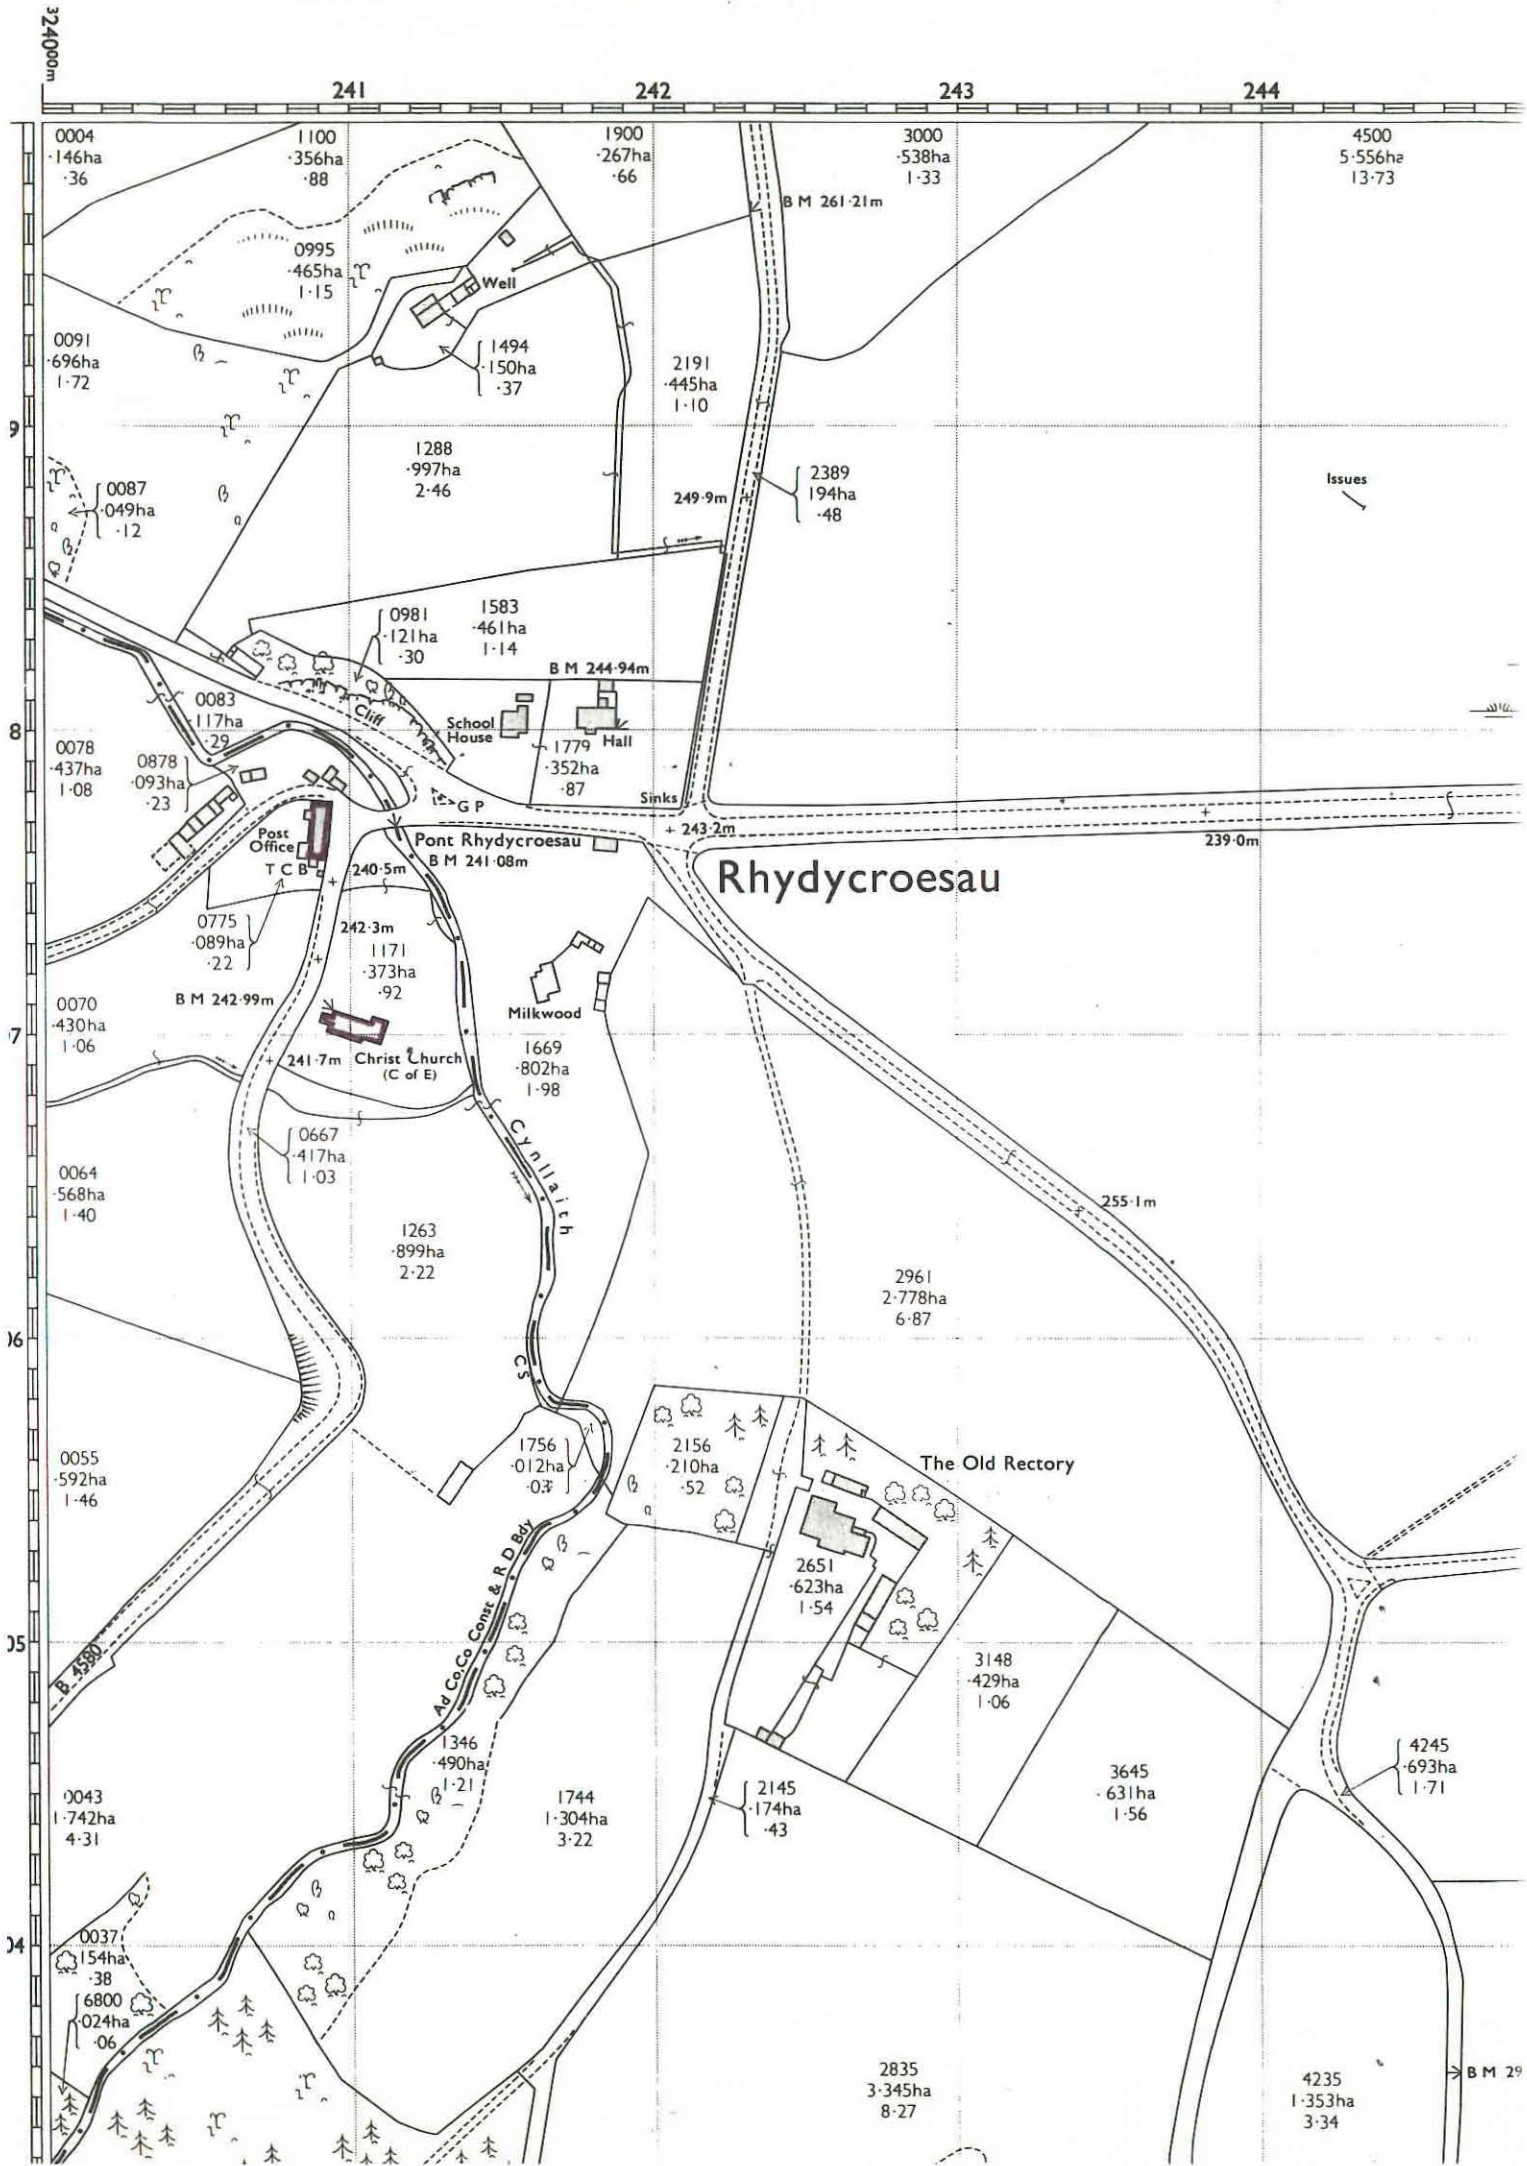 324000m
241
242
243
244
0004
·146ha
·36
1100
·356ha
·88
1900
·267ha
·66
3000
·538ha
1·33
4500
5·556ha
13·73
B M 261·21m
0995
·465ha
1·15
Well
0091
·696ha
1·72
1494
·150ha
·37
2191
·445ha
1·10
9
1288
·997ha
2·46
0087
·049ha
·12
249·9m
2389
·194ha
·48
Issues
0981
·121ha
·30
1583
·461ha
1·14
B M 244·94m
0083
·117ha
·29
Cliff
School
House
Hall
8
0078
·437ha
1·08
0878
·093ha
·23
1779
·352ha
·87
Sinks
G P
243·2m
239·0m
Post
Office
T C B
Pont Rhydycroesau
B M 241·08m
240·5m
Rhydycroesau
0775
·089ha
·22
242·3m
1171
·373ha
·92
B M 242·99m
0070
·430ha
1·06
Milkwood
7
241·7m
Christ Church
(C of E)
1669
·802ha
1·98
Cynllaith
0667
·417ha
1·03
0064
·568ha
1·40
255·1m
1263
·899ha
2·22
2961
2·778ha
6·87
06
C S
0055
·592ha
1·46
1756
·012ha
·03
2156
·210ha
·52
The Old Rectory
Ad Co, Co Const & R D Bdy
2651
·623ha
1·54
05
B 4580
3148
·429ha
1·06
1346
·490ha
1·21
4245
·693ha
1·71
0043
1·742ha
4·31
1744
1·304ha
3·22
2145
·174ha
·43
3645
·631ha
1·56
04
0037
·154ha
·38
6800
·024ha
·06
2835
3·345ha
8·27
4235
1·353ha
3·34
B M 29